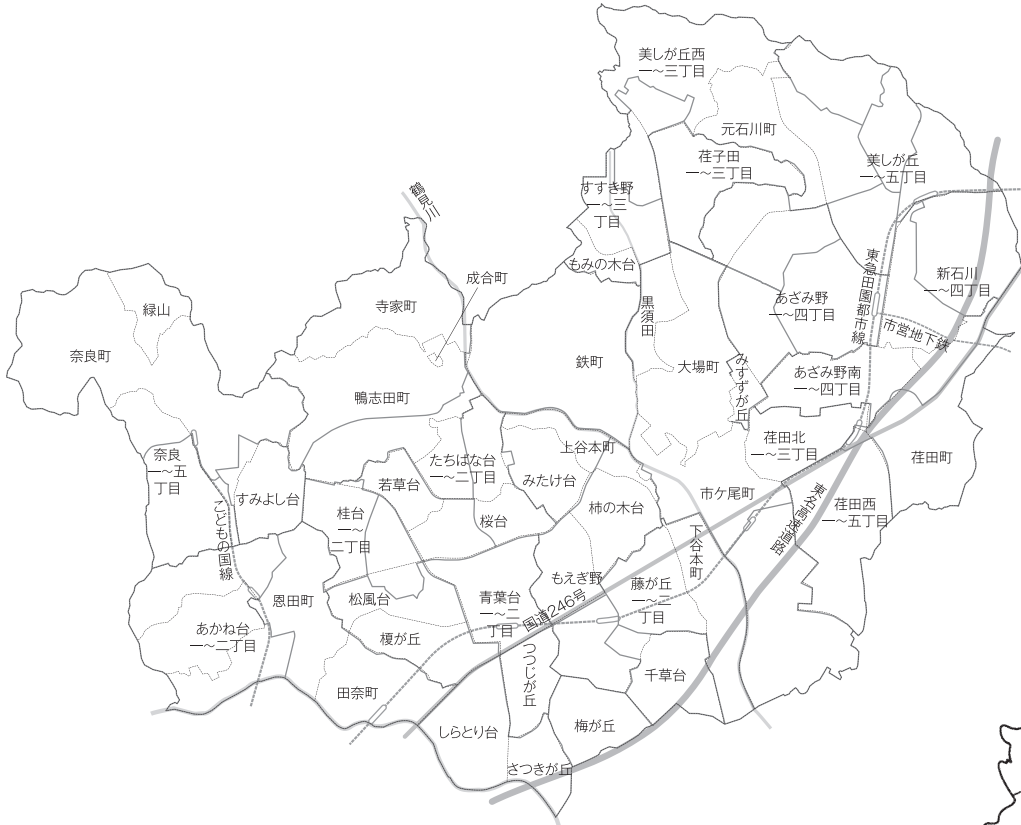 美しが丘西
一～三丁目
元石川町
荏子田
一～三丁目
美しが丘
一～五丁目
すすき野
一～三
丁目
もみの木台
鶴見川
成合町
寺家町
緑山
奈良町
鴨志田町
鉄町
黒須田
大場町
みすずが丘
あざみ野
一～四丁目
東急田園都市線
新石川
一～四丁目
市営地下鉄
あざみ野南
一～四丁目
荏田北
一～三丁目
荏田町
荏田西
一～五丁目
東名高速道路
市ケ尾町
上谷本町
みたけ台
たちばな台
一～二丁目
若草台
桜台
柿の木台
下谷本町
奈良
一～五
丁目
すみよし台
こどもの国線
桂台
一～
二丁目
恩田町
あかね台
一～二丁目
松風台
榎が丘
青葉台
一～二
丁目
もえぎ野
藤が丘
一～二
丁目
国道246号
つつじが丘
千草台
田奈町
しらとり台
梅が丘
さつきが丘